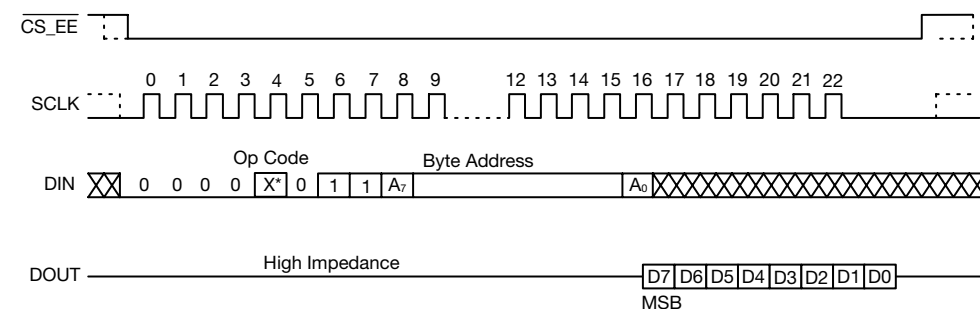 CS_EE
0 1 2 3 4 5 6 7 8 9 12 13 14 15 16 17 18 19 20 21 22
SCLK
Op Code Byte Address
DIN 0 0 0 0 X* 0 1 1 A₇ A₀
High Impedance
DOUT D7 D6 D5 D4 D3 D2 D1 D0
MSB